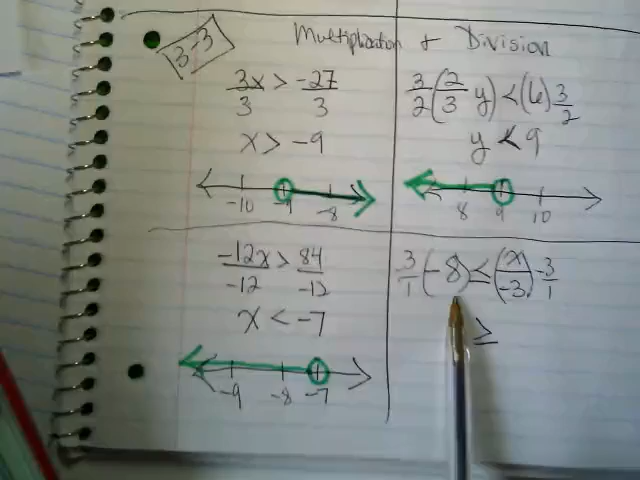 3-3
Multiplication & Division
3x/3 > -27/3
x > -9
-10 -9 -8
3/2 (2/3 y) < (6) 3/2
y < 9
8 9 10
-12x/-12 > 84/-12
x < -7
-9 -8 -7
3/1 (-8) ≤ (x/-3) -3/1
≥